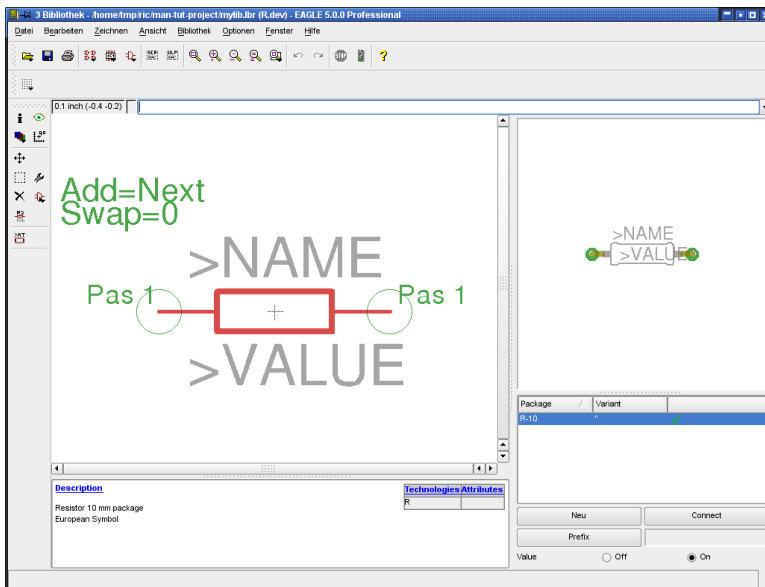 3 Bibliothek - /home/tmp/ric/man-tut-project/mylib.lbr (R.dev) - EAGLE 5.0.0 Professional
Datei Bearbeiten Zeichnen Ansicht Bibliothek Optionen Fenster Hilfe
0.1 inch (-0.4 -0.2)
Add=Next
Swap=0
>NAME
Pas 1
Pas 1
>VALUE
>NAME
>VALUE
Package / Variant
R-10 ''
Description
Resistor 10 mm package
European Symbol
Technologies Attributes
R
Neu Connect
Prefix
Value Off On